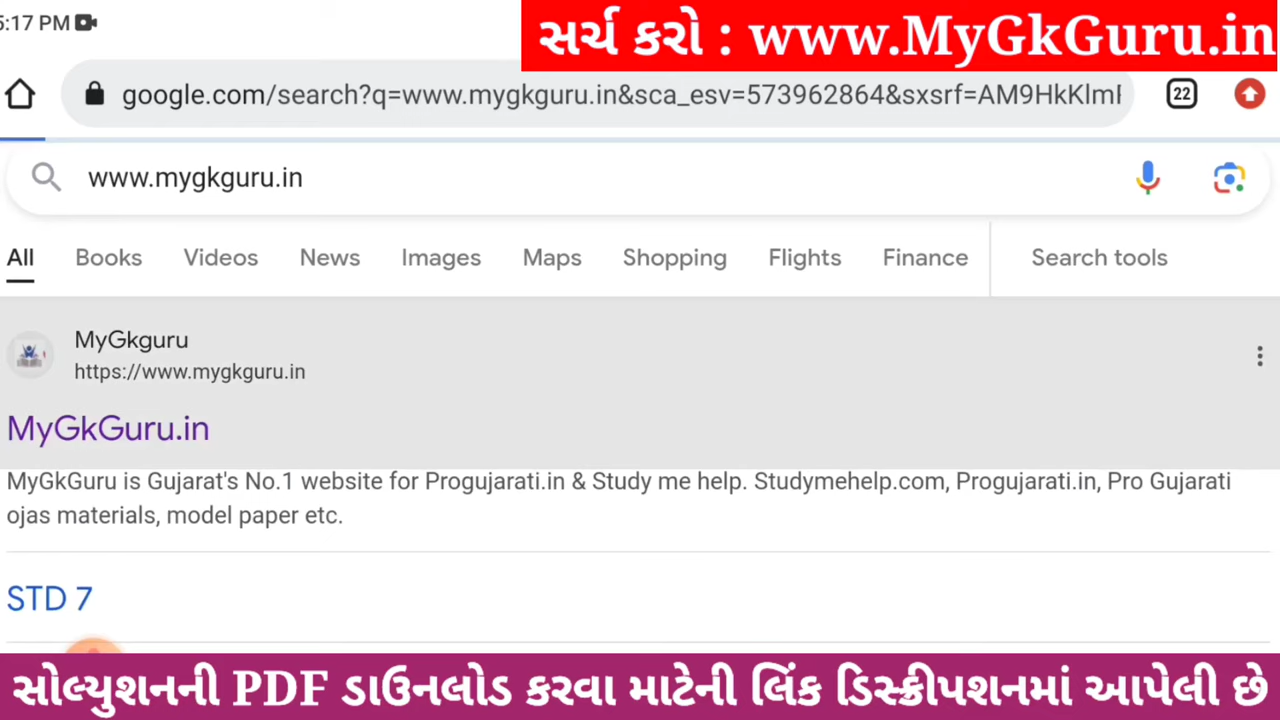 5:17 PM
સર્ચ કરો : www.MyGkGuru.in
google.com/search?q=www.mygkguru.in&sca_esv=573962864&sxsrf=AM9HkKlmF
22
www.mygkguru.in
All Books Videos News Images Maps Shopping Flights Finance Search tools
MyGkguru
https://www.mygkguru.in
MyGkGuru.in
MyGkGuru is Gujarat's No.1 website for Progujarati.in & Study me help. Studymehelp.com, Progujarati.in, Pro Gujarati
ojas materials, model paper etc.
STD 7
સોલ્યુશનની PDF ડાઉનલોડ કરવા માટેની લિંક ડિસ્ક્રીપશનમાં આપેલી છે